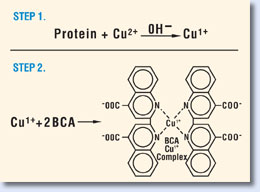 STEP 1.
Protein + Cu²⁺ OH⁻ → Cu¹⁺
STEP 2.
Cu¹⁺+2BCA →
⁻OOC N N COO⁻
Cu¹⁺
⁻OOC N N COO⁻
BCA
Cu¹⁺
Complex